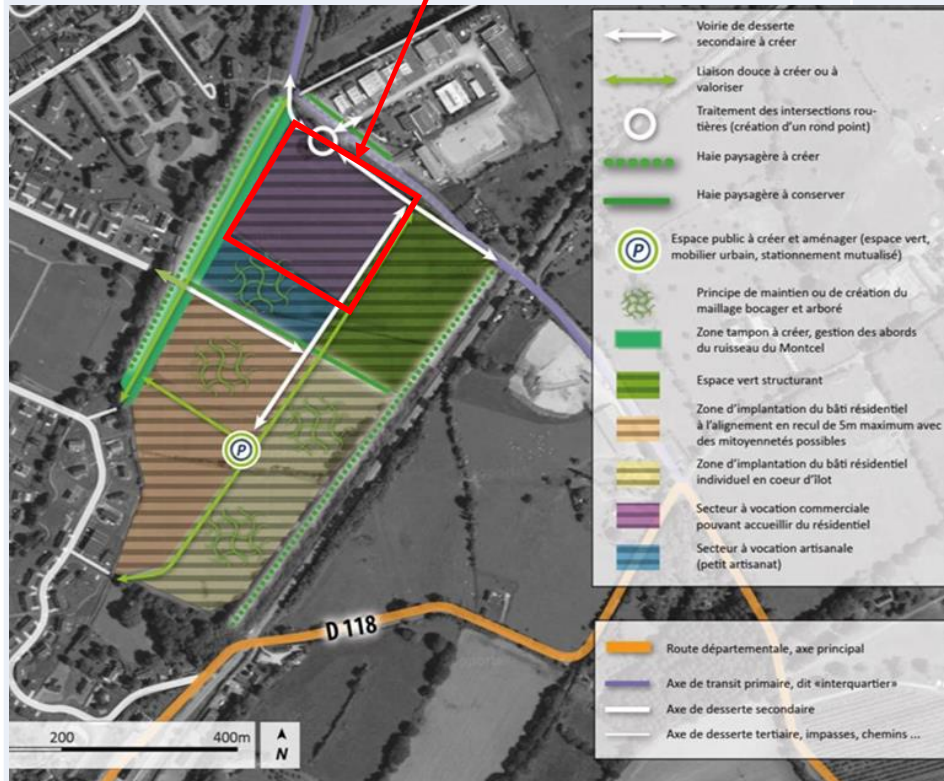 Voirie de desserte
secondaire à créer
Liaison douce à créer ou à
valoriser
Traitement des intersections rou-
tières (création d'un rond point)
Haie paysagère à créer
Haie paysagère à conserver
P
Espace public à créer et aménager (espace vert,
mobilier urbain, stationnement mutualisé)
Principe de maintien ou de création du
maillage bocager et arboré
Zone tampon à créer, gestion des abords
du ruisseau du Montcel
Espace vert structurant
Zone d'implantation du bâti résidentiel
à l'alignement en recul de 5m maximum avec
des mitoyennetés possibles
Zone d'implantation du bâti résidentiel
individuel en coeur d'îlot
Secteur à vocation commerciale
pouvant accueillir du résidentiel
Secteur à vocation artisanale
(petit artisanat)
P
D 118
Route départementale, axe principal
Axe de transit primaire, dit «interquartier»
Axe de desserte secondaire
Axe de desserte tertiaire, impasses, chemins ...
200
400m
N